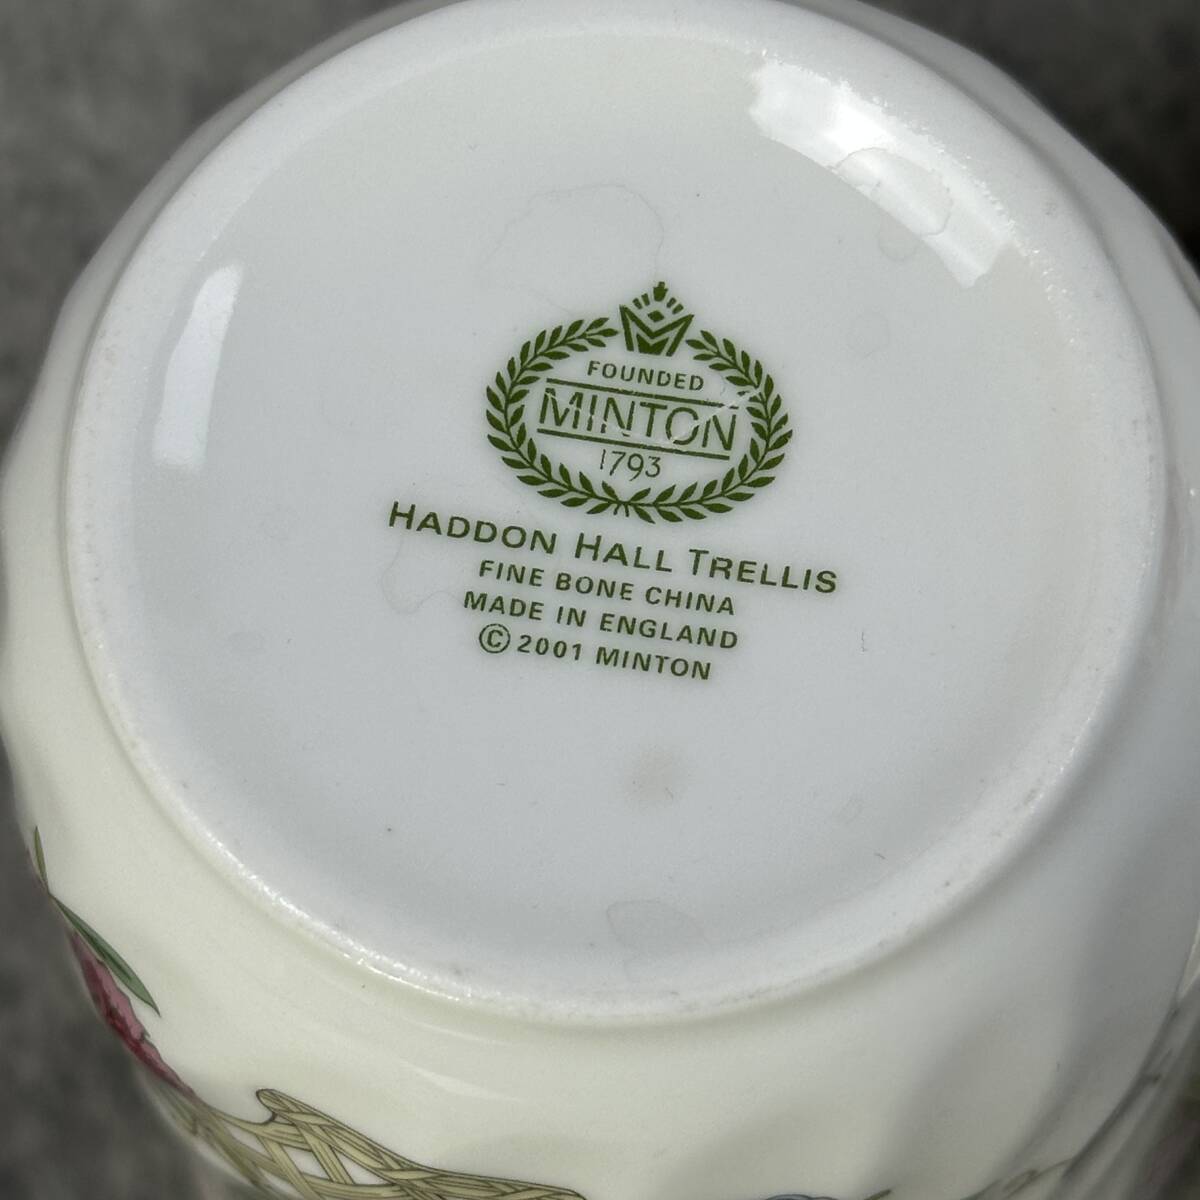 FOUNDED
MINTON
1793
HADDON HALL TRELLIS
FINE BONE CHINA
MADE IN ENGLAND
© 2001 MINTON